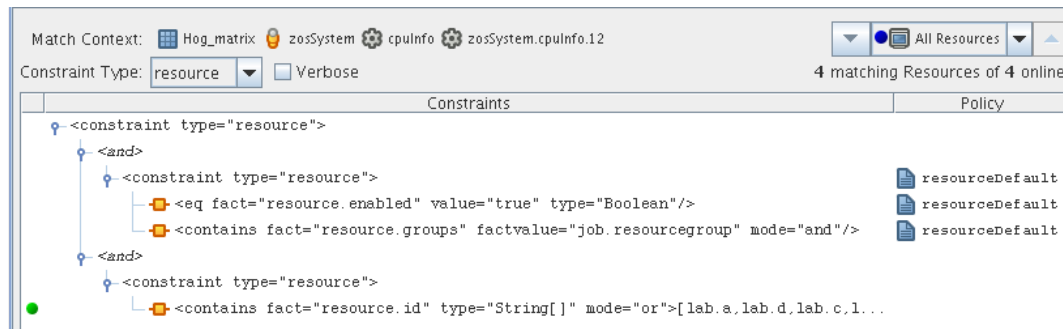 Match Context: Hog_matrix zosSystem cpuInfo zosSystem.cpuInfo.12 All Resources
Constraint Type: resource Verbose 4 matching Resources of 4 online
Constraints Policy
<constraint type="resource">
<and>
<constraint type="resource"> resourceDefault
<eq fact="resource.enabled" value="true" type="Boolean"/> resourceDefault
<contains fact="resource.groups" factvalue="job.resourcegroup" mode="and"/> resourceDefault
<and>
<constraint type="resource">
<contains fact="resource.id" type="String[]" mode="or">[lab.a,lab.d,lab.c,l...